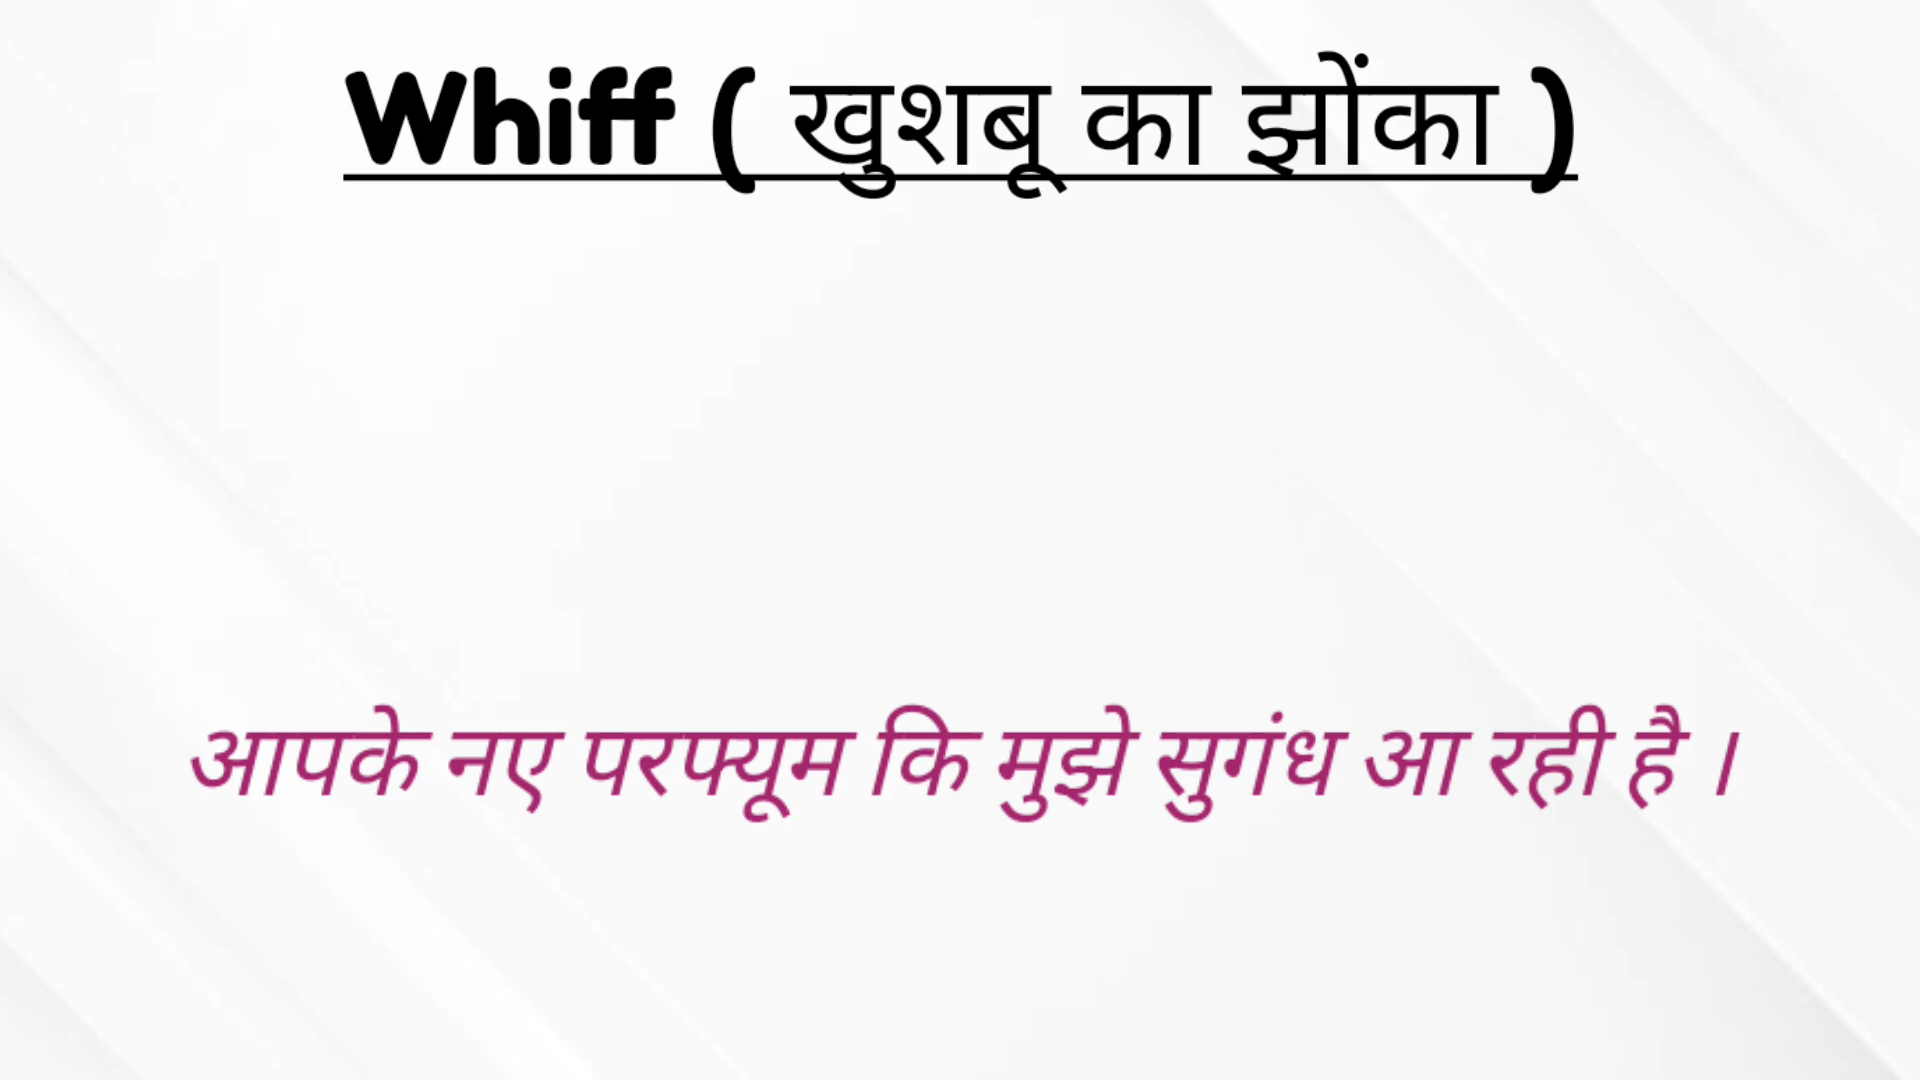 Whiff ( खुशबू का झोंका )
आपके नए परफ्यूम कि मुझे सुगंध आ रही है ।